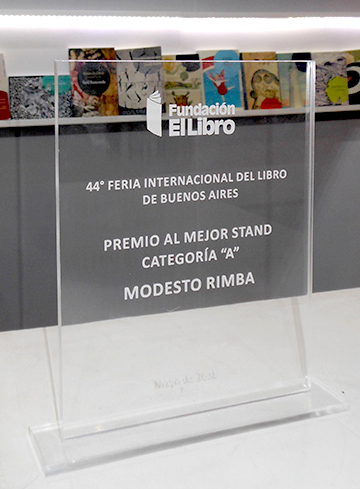 Fundación
El Libro
44° FERIA INTERNACIONAL DEL LIBRO
DE BUENOS AIRES
PREMIO AL MEJOR STAND
CATEGORÍA “A”
MODESTO RIMBA